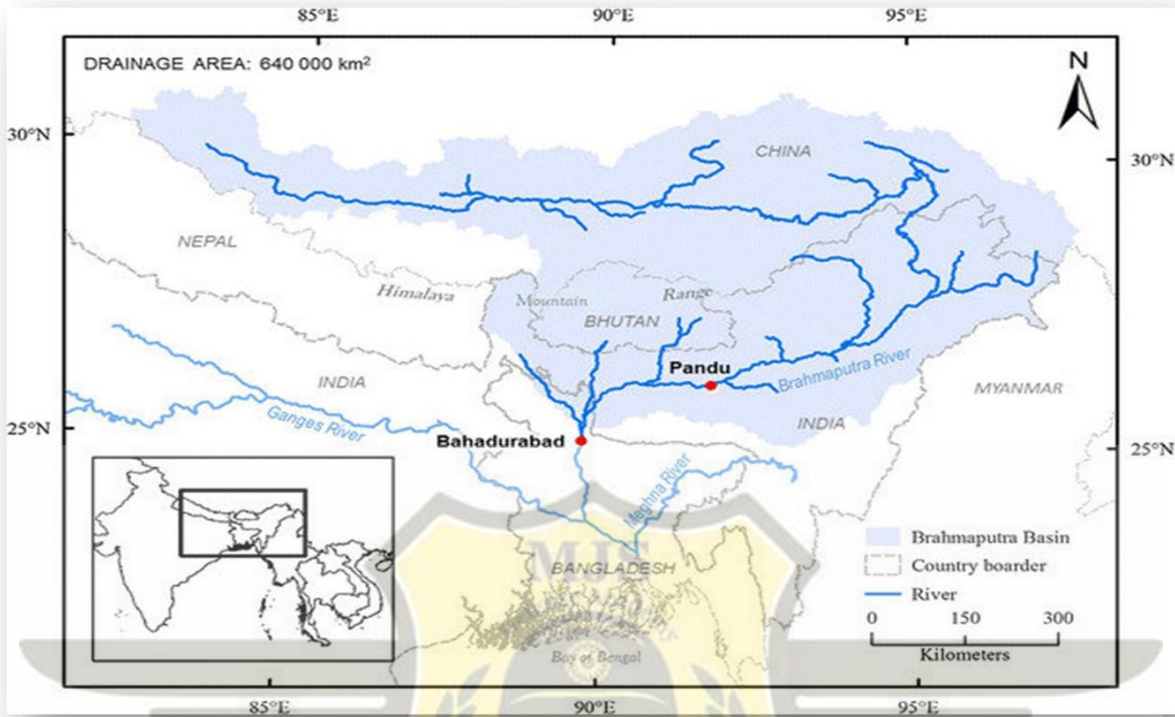 85°E 90°E 95°E
DRAINAGE AREA: 640 000 km²
N
30°N
30°N
CHINA
NEPAL
Himalaya
Mountain
Range
BHUTAN
Pandu
Brahmaputra River
INDIA
MYANMAR
INDIA
Ganges River
25°N
25°N
Bahadurabad
Meghna River
Brahmaputra Basin
Country boarder
River
MJS
BANGLADESH
0 150 300
Kilometers
Bay of Bengal
85°E 90°E 95°E